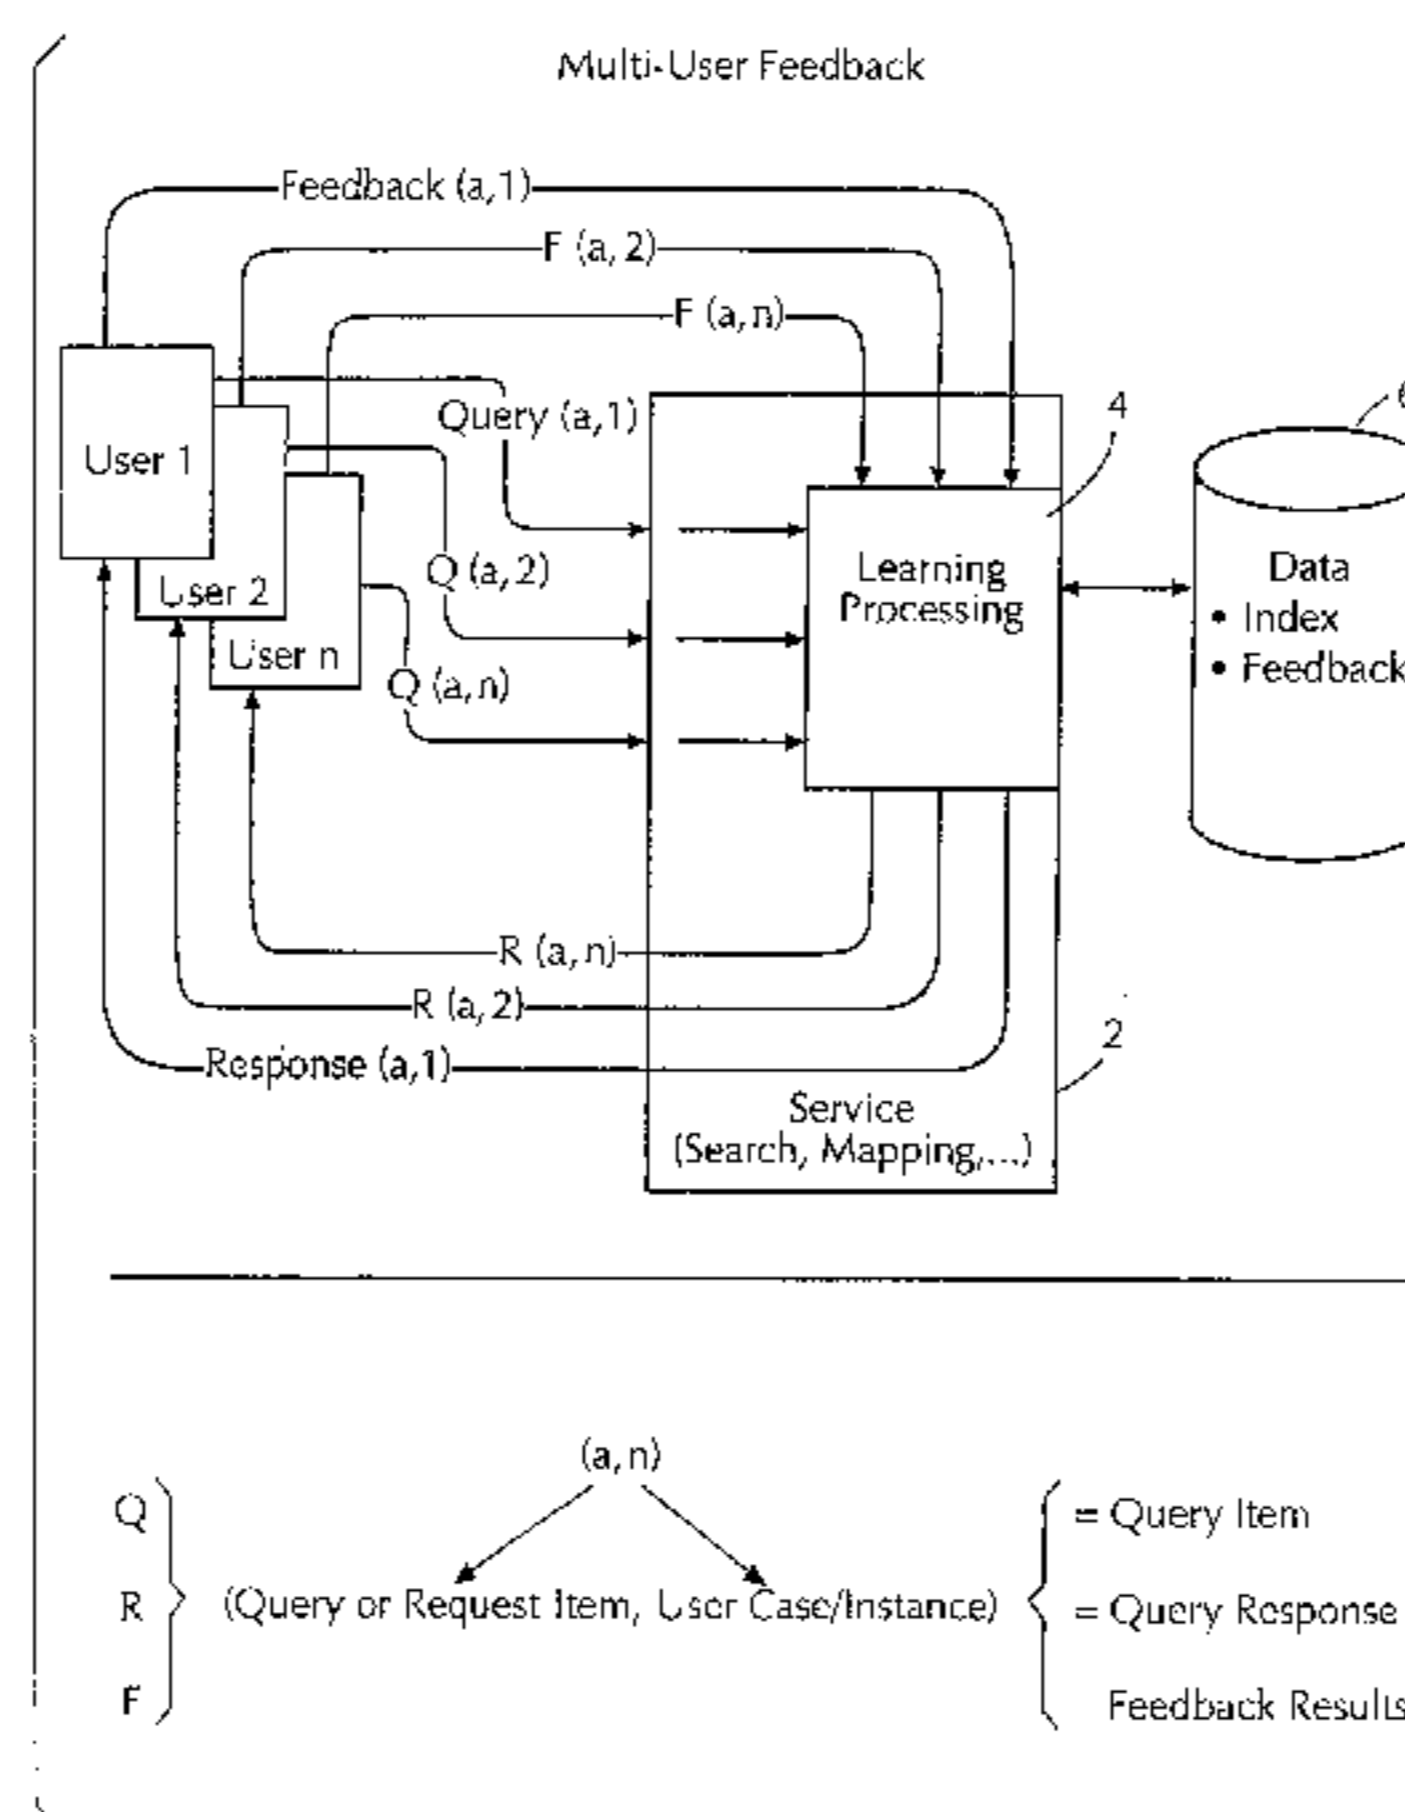 Multi-User Feedback
Feedback (a,1)
F (a, 2)
F (a, n)
Query (a,1)
4
6
User 1
Q (a, 2)
Learning
Processing
Data
• Index
• Feedback
User 2
User n
Q (a, n)
R (a, n)
R (a, 2)
2
Response (a,1)
Service
(Search, Mapping,...)
(a, n)
Q
= Query Item
R
(Query or Request Item, User Case/Instance)
= Query Response
F
Feedback Results